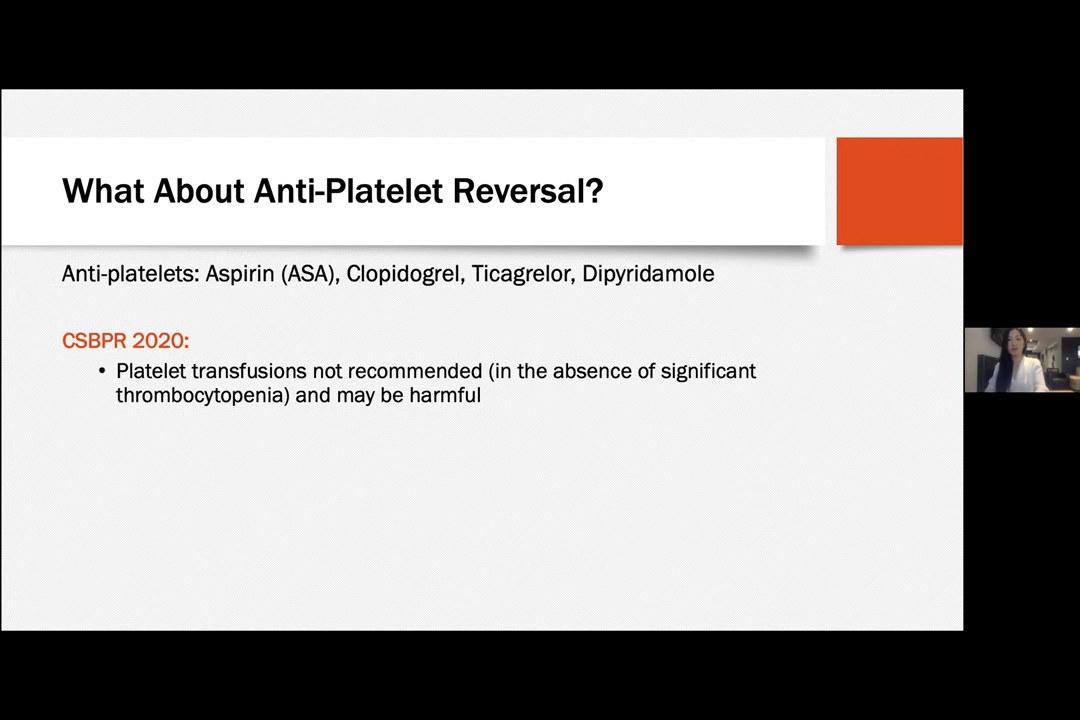 What About Anti-Platelet Reversal?
Anti-platelets: Aspirin (ASA), Clopidogrel, Ticagrelor, Dipyridamole
CSBPR 2020:
• Platelet transfusions not recommended (in the absence of significant
thrombocytopenia) and may be harmful